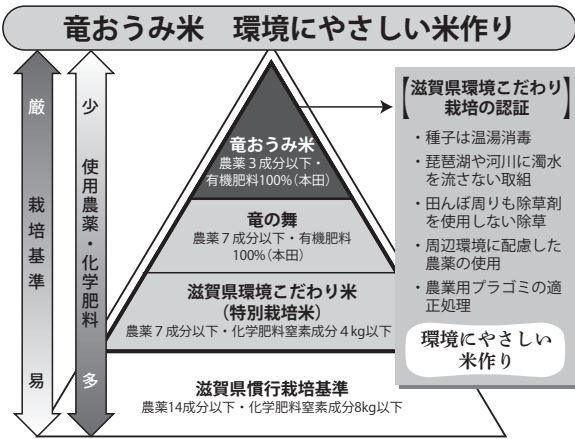 竜おうみ米 環境にやさしい米作り
厳
栽培基準
易
少
使用農薬・化学肥料
多
竜おうみ米
農薬3成分以下・
有機肥料100%(本田)
竜の舞
農薬7成分以下・有機肥料
100%(本田)
滋賀県環境こだわり米
(特別栽培米)
農薬7成分以下・化学肥料窒素成分4kg以下
滋賀県慣行栽培基準
農薬14成分以下・化学肥料窒素成分8kg以下
【滋賀県環境こだわり
栽培の認証】
・種子は温湯消毒
・琵琶湖や河川に濁水
を流さない取組
・田んぼ周りも除草剤
を使用しない除草
・周辺環境に配慮した
農薬の使用
・農業用プラゴミの適
正処理
環境にやさしい
米作り